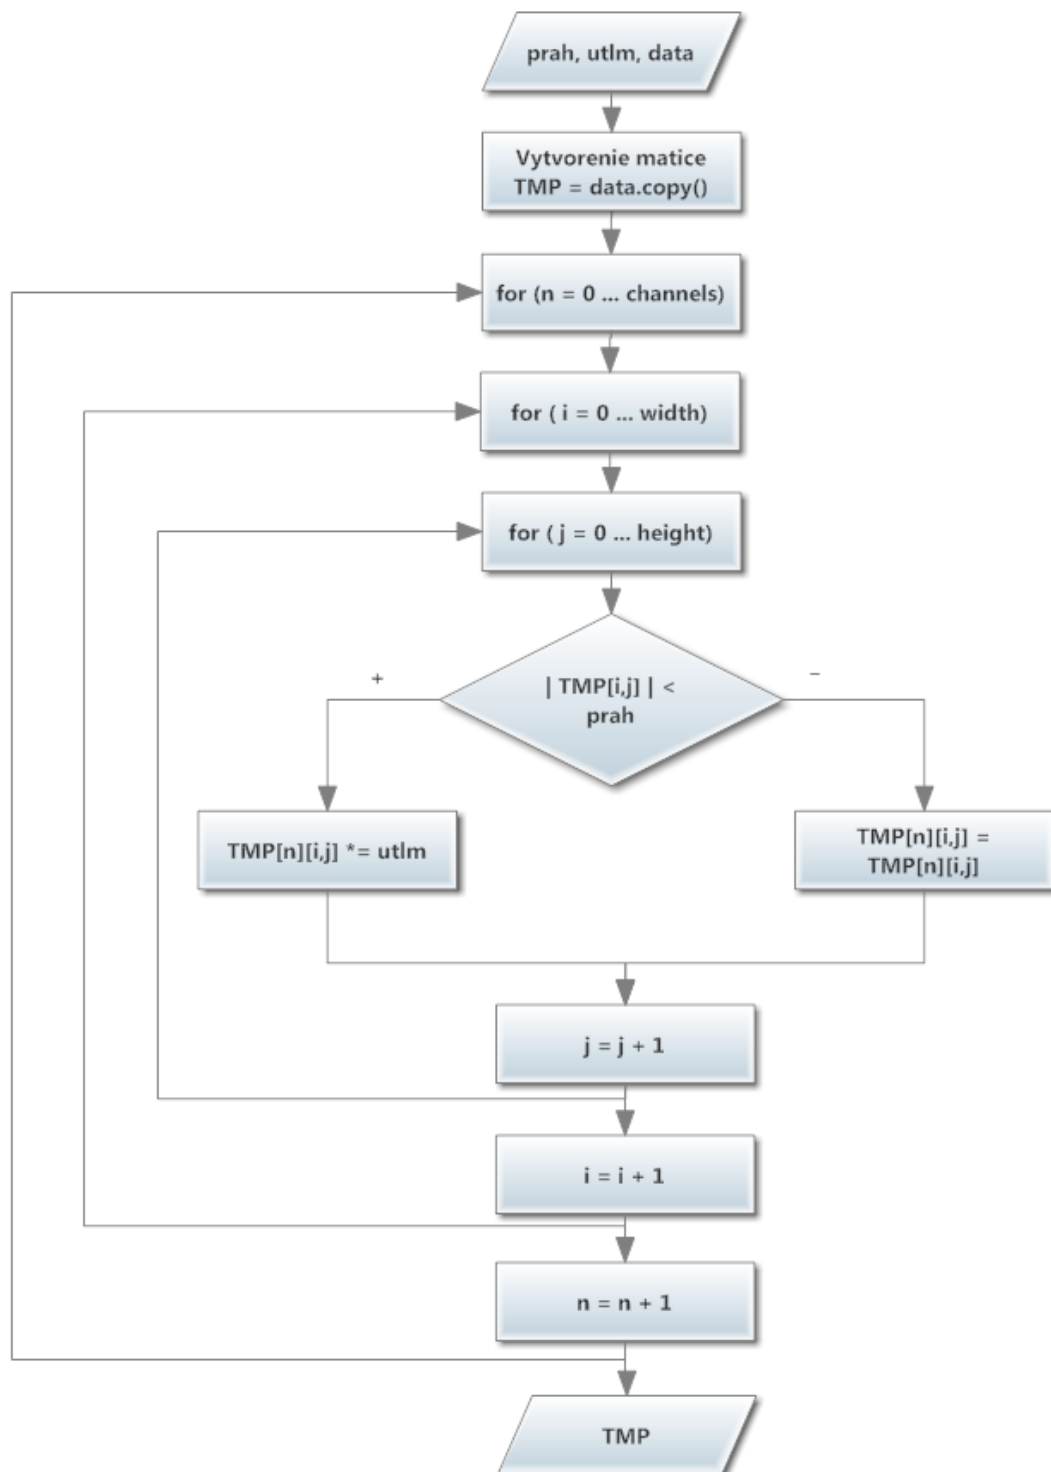 prah, utlm, data
Vytvorenie matice
TMP = data.copy()
for (n = 0 ... channels)
for ( i = 0 ... width)
for ( j = 0 ... height)
+
| TMP[i,j] | <
prah
–
TMP[n][i,j] *= utlm
TMP[n][i,j] =
TMP[n][i,j]
j = j + 1
i = i + 1
n = n + 1
TMP